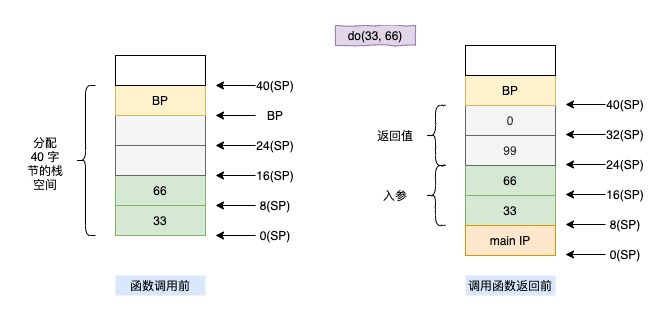 do(33, 66)
40(SP)
BP
BP
24(SP)
16(SP)
66
8(SP)
33
0(SP)
分配
40 字
节的栈
空间
函数调用前
BP
40(SP)
0
32(SP)
返回值
99
24(SP)
66
16(SP)
入参
33
8(SP)
main IP
0(SP)
调用函数返回前